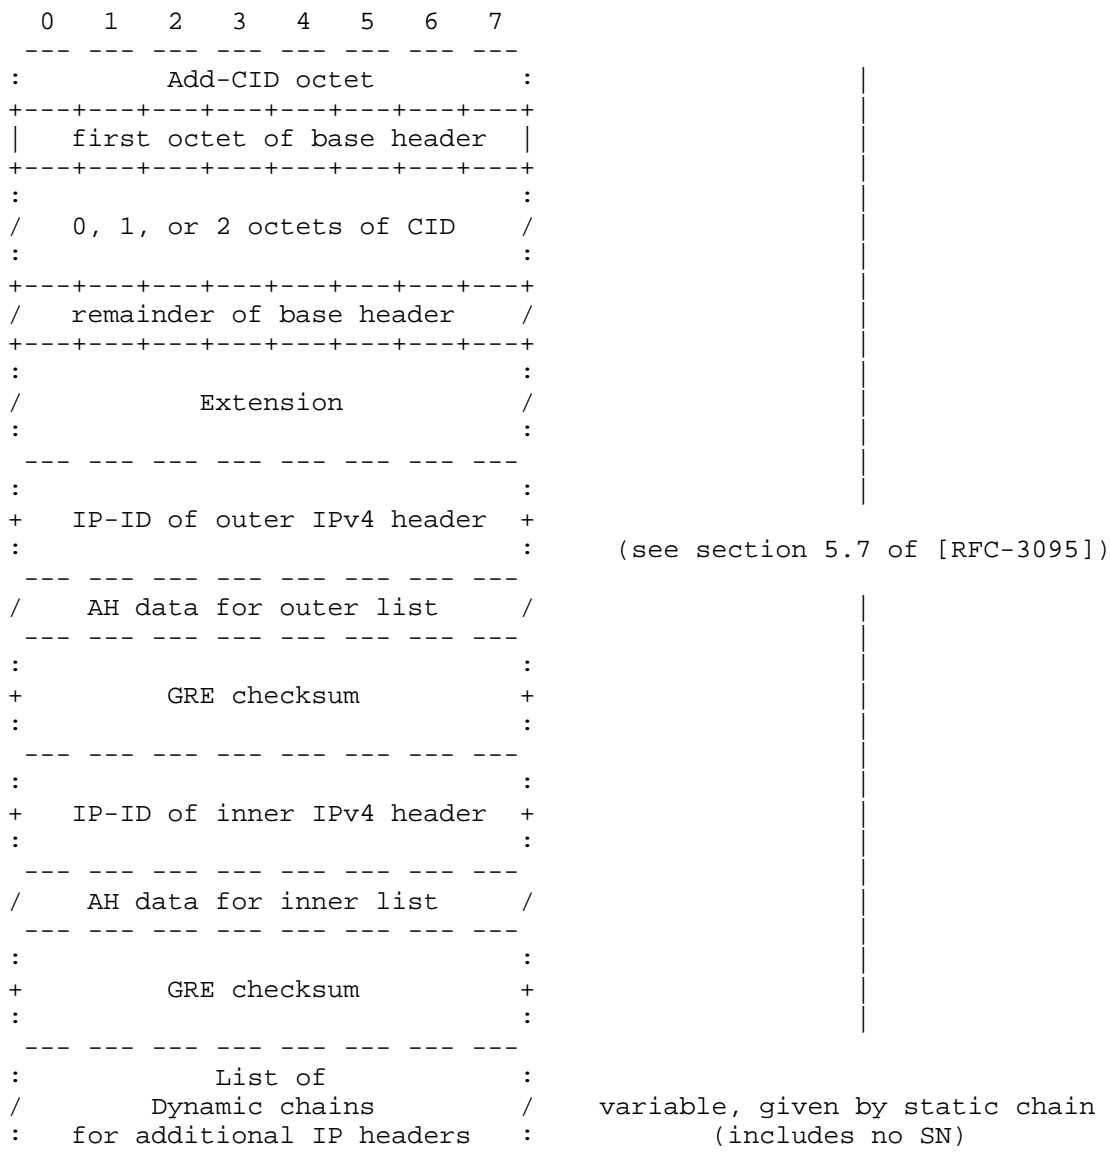 0   1   2   3   4   5   6   7
 --- --- --- --- --- --- --- ---
:         Add-CID octet         :                    |
+---+---+---+---+---+---+---+---+                    |
|   first octet of base header  |                    |
+---+---+---+---+---+---+---+---+                    |
:                               :                    |
/   0, 1, or 2 octets of CID    /                    |
:                               :                    |
+---+---+---+---+---+---+---+---+                    |
/   remainder of base header    /                    |
+---+---+---+---+---+---+---+---+                    |
:                               :                    |
/           Extension           /                    |
:                               :                    |
 --- --- --- --- --- --- --- ---                     |
:                               :                    |
+   IP-ID of outer IPv4 header  +
:                               :     (see section 5.7 of [RFC-3095])
 --- --- --- --- --- --- --- ---
/    AH data for outer list     /                    |
 --- --- --- --- --- --- --- ---                     |
:                               :                    |
+         GRE checksum          +                    |
:                               :                    |
 --- --- --- --- --- --- --- ---                     |
:                               :                    |
+   IP-ID of inner IPv4 header  +                    |
:                               :                    |
 --- --- --- --- --- --- --- ---                     |
/    AH data for inner list     /                    |
 --- --- --- --- --- --- --- ---                     |
:                               :                    |
+         GRE checksum          +                    |
:                               :                    |
 --- --- --- --- --- --- --- ---
:            List of            :
/        Dynamic chains         /    variable, given by static chain
:   for additional IP headers   :           (includes no SN)